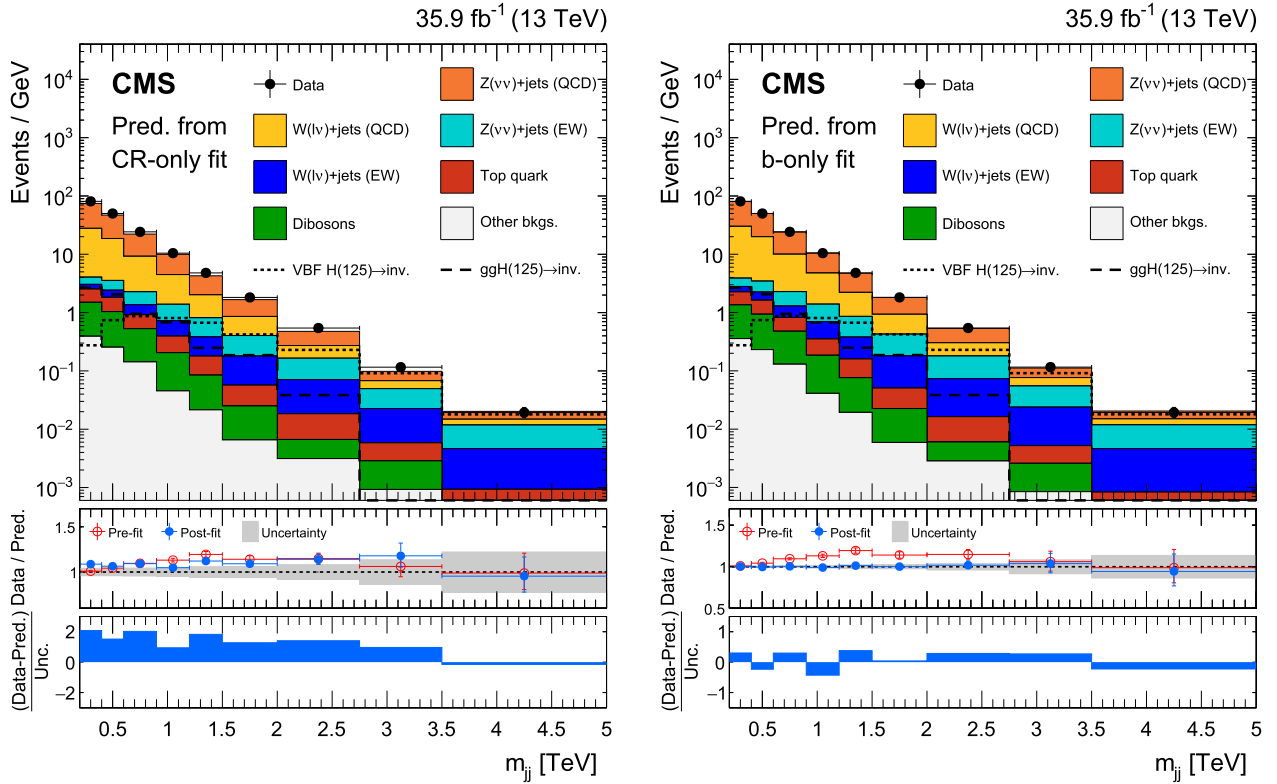 35.9 fb⁻¹ (13 TeV)
CMS
Pred. from
CR-only fit
Data
Z(νν)+jets (QCD)
W(lν)+jets (QCD)
Z(νν)+jets (EW)
W(lν)+jets (EW)
Top quark
Dibosons
Other bkgs.
VBF H(125)→inv.
ggH(125)→inv.
Events / GeV
10⁴
10³
10²
10
1
10⁻¹
10⁻²
10⁻³
Pre-fit
Post-fit
Uncertainty
Data / Pred.
1.5
1
(Data-Pred.)
Unc.
2
0
−2
0.5 1 1.5 2 2.5 3 3.5 4 4.5 5
m_jj [TeV]
35.9 fb⁻¹ (13 TeV)
CMS
Pred. from
b-only fit
Data
Z(νν)+jets (QCD)
W(lν)+jets (QCD)
Z(νν)+jets (EW)
W(lν)+jets (EW)
Top quark
Dibosons
Other bkgs.
VBF H(125)→inv.
ggH(125)→inv.
Events / GeV
10⁴
10³
10²
10
1
10⁻¹
10⁻²
10⁻³
Pre-fit
Post-fit
Uncertainty
Data / Pred.
1.5
1
0.5
(Data-Pred.)
Unc.
1
0
−1
0.5 1 1.5 2 2.5 3 3.5 4 4.5 5
m_jj [TeV]